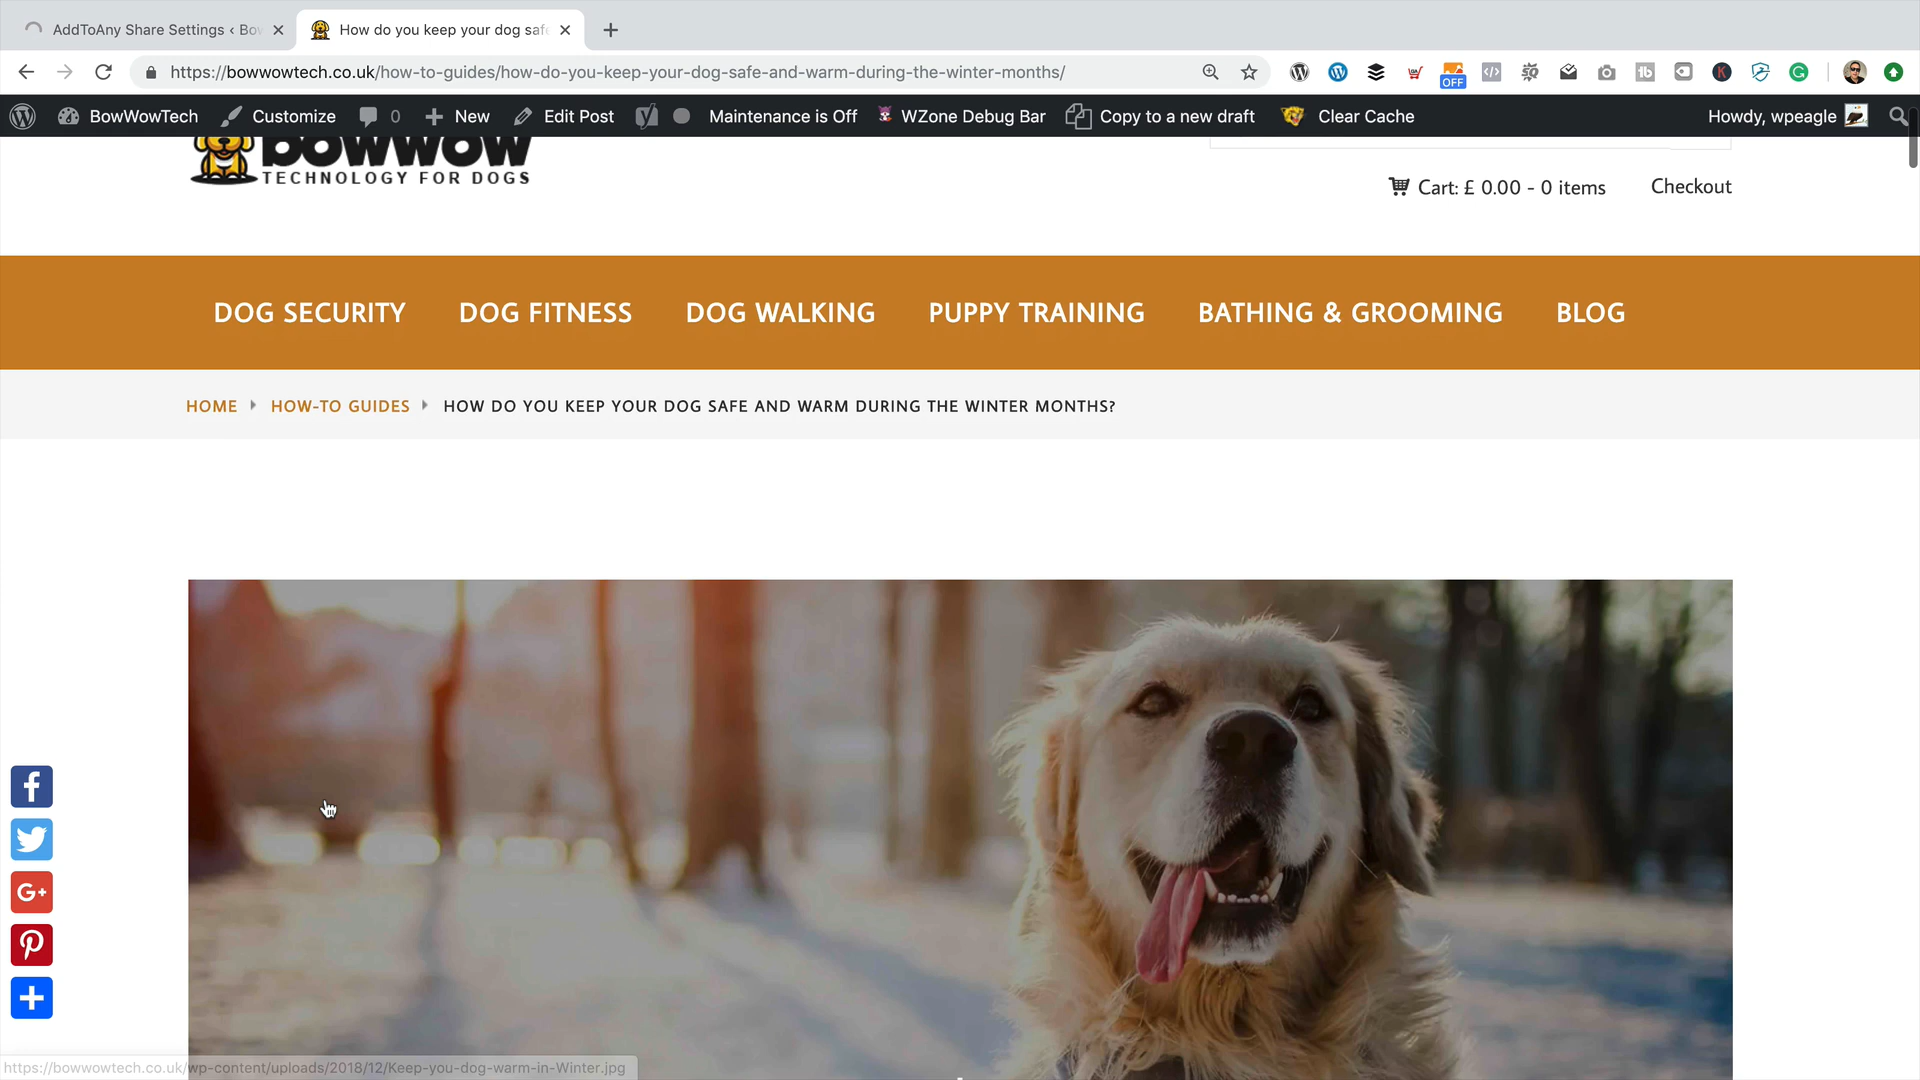 AddToAny Share Settings ‹ Bow
How do you keep your dog safe
https://bowwowtech.co.uk/how-to-guides/how-do-you-keep-your-dog-safe-and-warm-during-the-winter-months/
OFF
BowWowTech
Customize
0
New
Edit Post
Maintenance is Off
WZone Debug Bar
Copy to a new draft
Clear Cache
Howdy, wpeagle
BOWWOW
TECHNOLOGY FOR DOGS
Cart: £ 0.00 - 0 items
Checkout
DOG SECURITY
DOG FITNESS
DOG WALKING
PUPPY TRAINING
BATHING & GROOMING
BLOG
HOME
HOW-TO GUIDES
HOW DO YOU KEEP YOUR DOG SAFE AND WARM DURING THE WINTER MONTHS?
G+
https://bowwowtech.co.uk/wp-content/uploads/2018/12/Keep-you-dog-warm-in-Winter.jpg